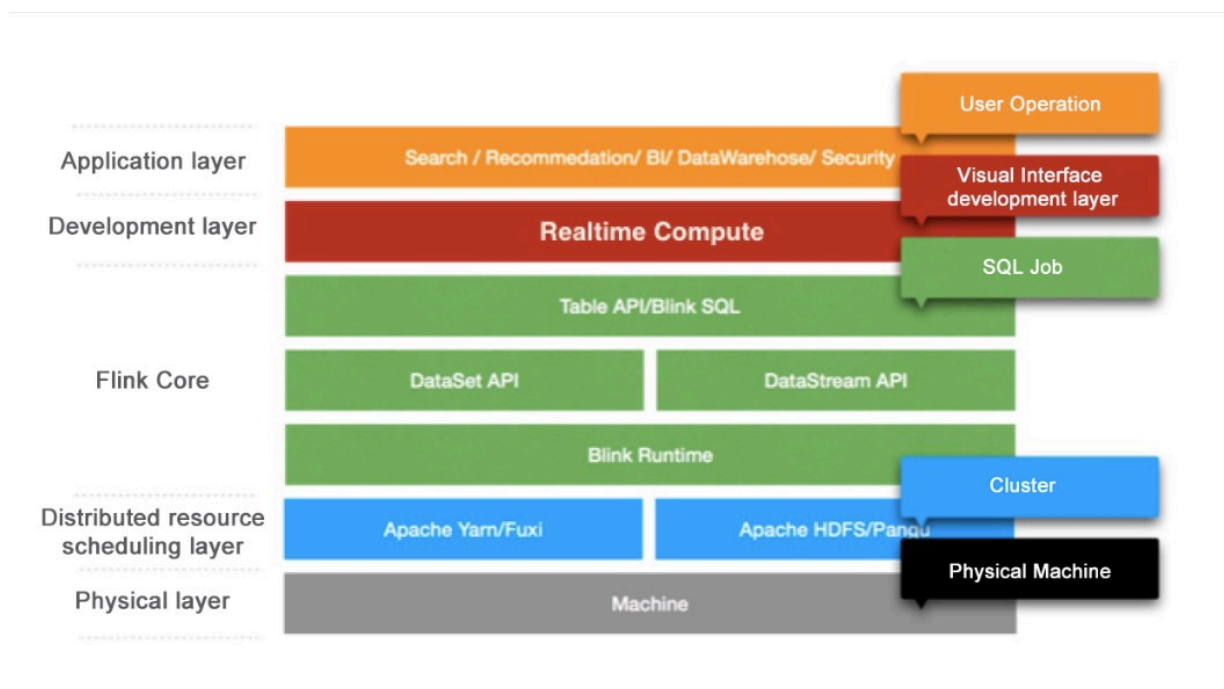 User Operation
Application layer
Search / Recommedation/ BI/ DataWarehose/ Security
Visual Interface
development layer
Development layer
Realtime Compute
SQL Job
Table API/Blink SQL
Flink Core
DataSet API
DataStream API
Blink Runtime
Cluster
Distributed resource
scheduling layer
Apache Yarn/Fuxi
Apache HDFS/Pangu
Physical Machine
Physical layer
Machine